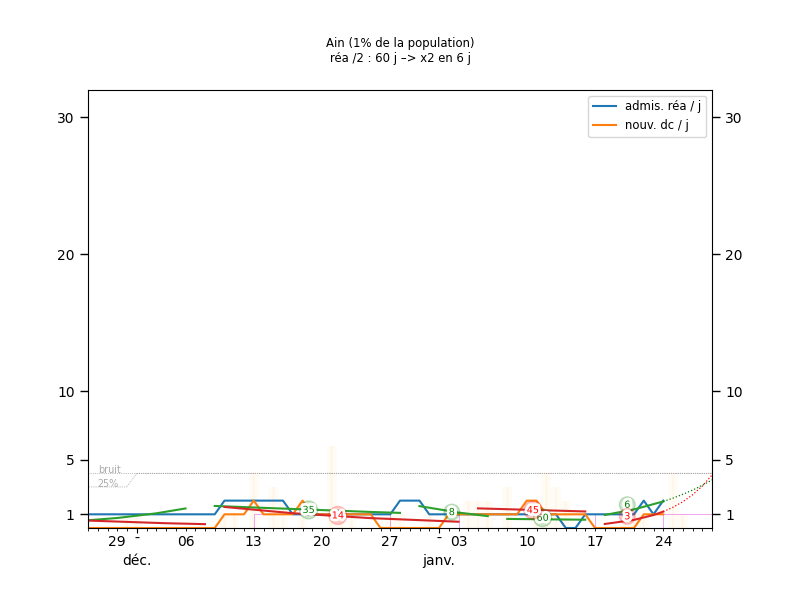 Ain (1% de la population)
réa /2 : 60 j –> x2 en 6 j
admis. réa / j
nouv. dc / j
30 30
20 20
10 10
5 5
bruit
25%
1 1
35 14 8 45 60 6 3
29 - 06 13 20 27 - 03 10 17 24
déc. janv.